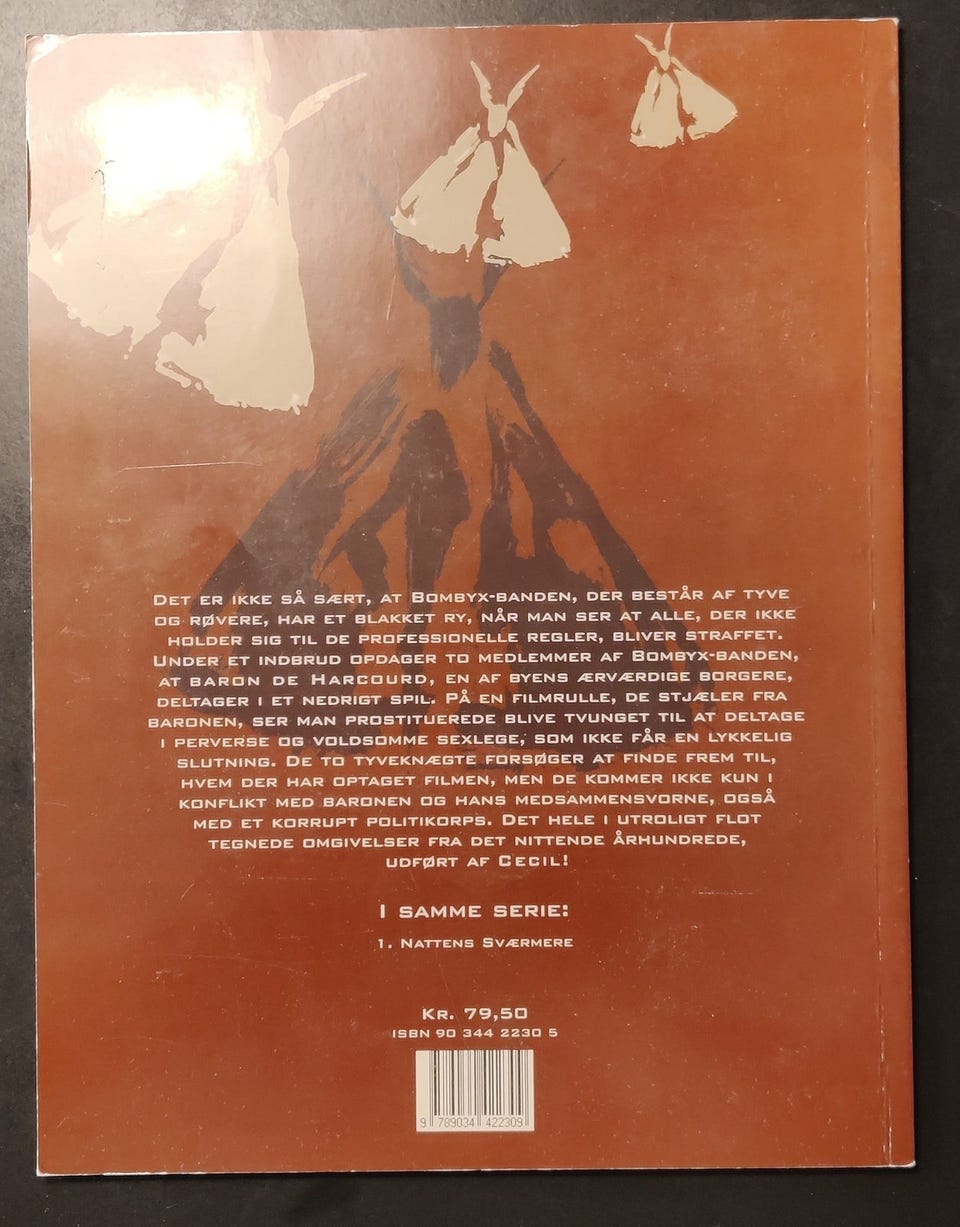 Det er ikke så sært, at Bombyx-banden, der består af tyve
og røvere, har et blakket ry, når man ser at alle, der ikke
holder sig til de professionelle regler, bliver straffet.
Under et indbrud opdager to medlemmer af Bombyx-banden,
at baron de Harcourd, en af byens ærværdige borgere,
deltager i et nedrigt spil. På en filmrulle, de stjæler fra
baronen, ser man prostituerede blive tvunget til at deltage
i perverse og voldsomme sexlege, som ikke får en lykkelig
slutning. De to tyveknægte forsøger at finde frem til,
hvem der har optaget filmen, men de kommer ikke kun i
konflikt med baronen og hans medsammensvorne, også
med et korrupt politikorps. Det hele i utroligt flot
tegnede omgivelser fra det nittende århundrede,
udført af Cecil!
I samme serie:
1. Nattens Sværmere
Kr. 79,50
ISBN 90 344 2230 5
9 789034 422309